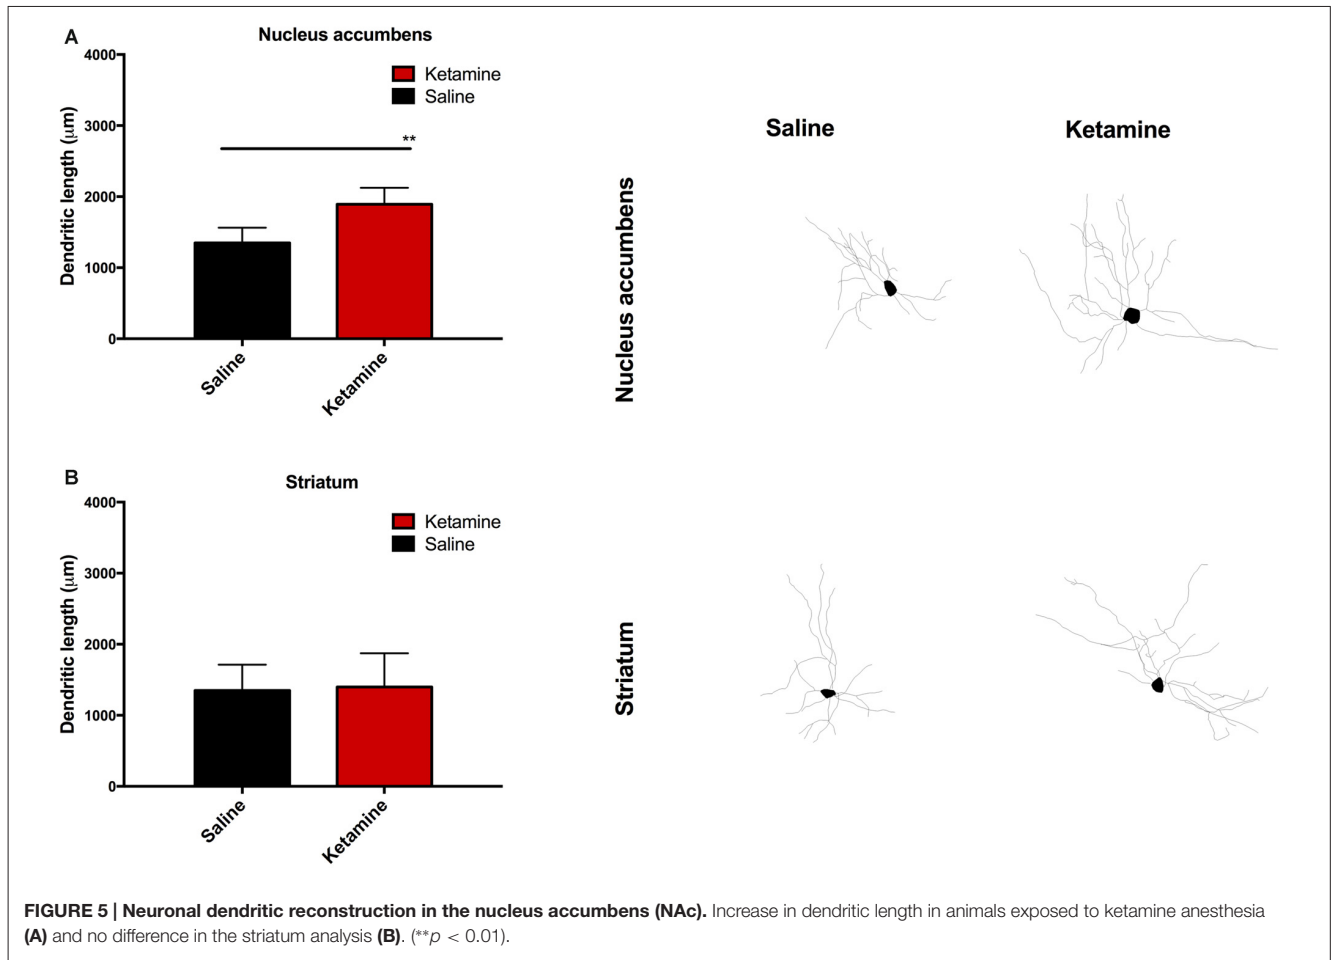 A
Nucleus accumbens
4000
3000
2000
1000
0
Dendritic length (μm)
Ketamine
Saline
**
Saline
Ketamine
Saline
Ketamine
Nucleus accumbens
B
Striatum
4000
3000
2000
1000
0
Dendritic length (μm)
Ketamine
Saline
Saline
Ketamine
Striatum
FIGURE 5 | Neuronal dendritic reconstruction in the nucleus accumbens (NAc). Increase in dendritic length in animals exposed to ketamine anesthesia
(A) and no difference in the striatum analysis (B). (**p < 0.01).